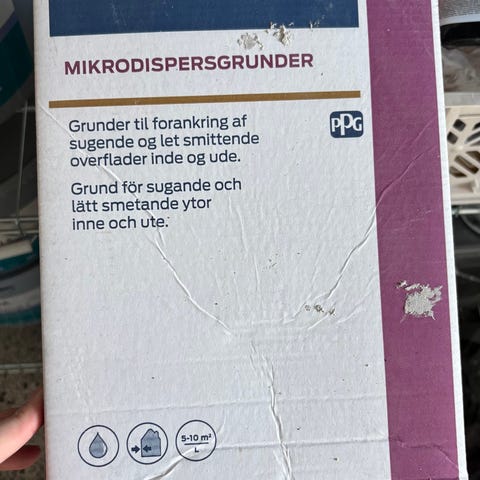 MIKRODISPERSGRUNDER
Grunder til forankring af
sugende og let smittende
overflader inde og ude.
PPG
Grund för sugande och
lätt smetande ytor
inne och ute.
5-10 m²
L